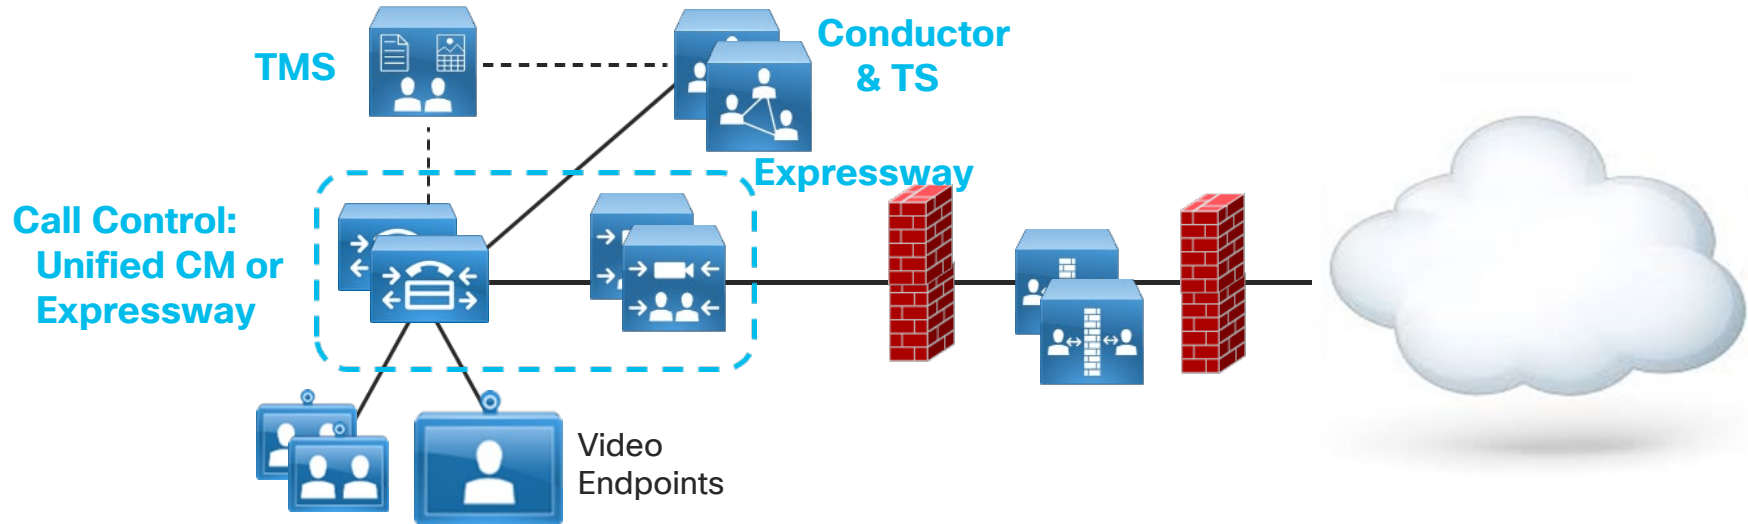 TMS
Conductor
& TS
Expressway
Call Control:
Unified CM or
Expressway
Video
Endpoints